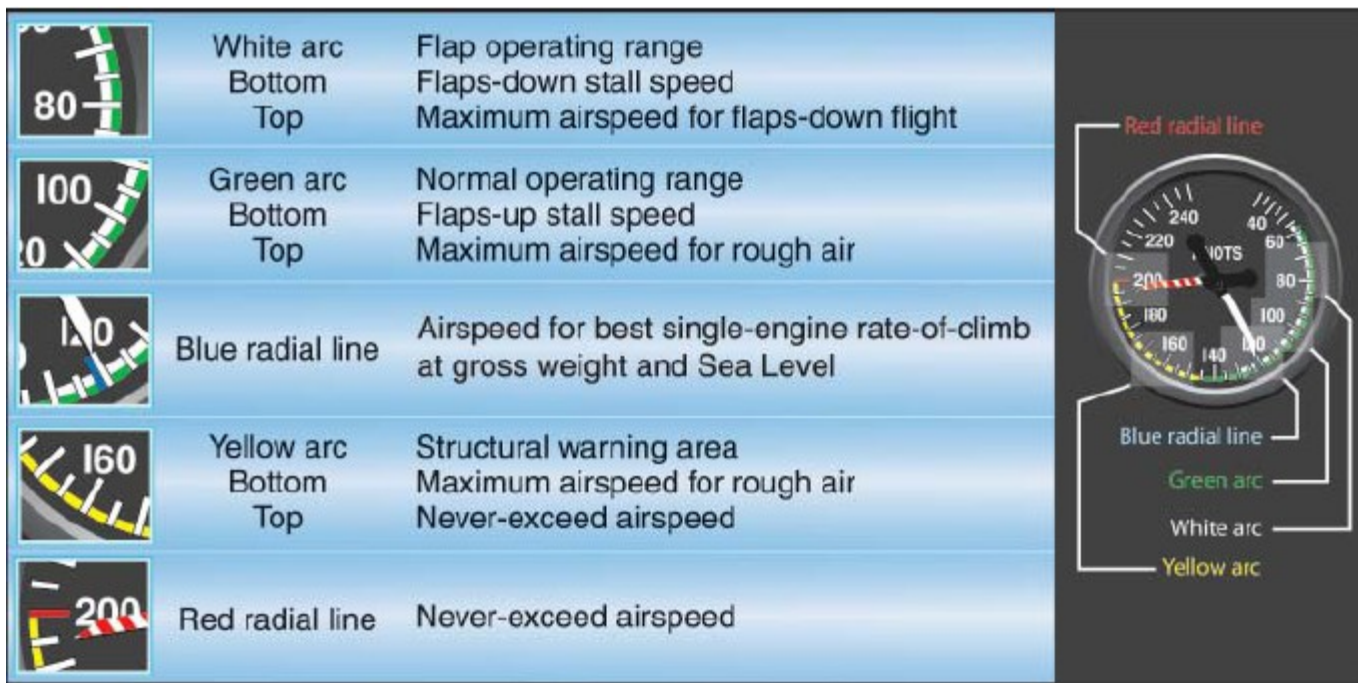 80
White arc Flap operating range
Bottom Flaps-down stall speed
Top Maximum airspeed for flaps-down flight
100
Green arc Normal operating range
Bottom Flaps-up stall speed
Top Maximum airspeed for rough air
120
Blue radial line
Airspeed for best single-engine rate-of-climb
at gross weight and Sea Level
160
Yellow arc Structural warning area
Bottom Maximum airspeed for rough air
Top Never-exceed airspeed
200
Red radial line Never-exceed airspeed
Red radial line
240
40
220
60
200
80
180
100
160
140
Blue radial line
Green arc
White arc
Yellow arc